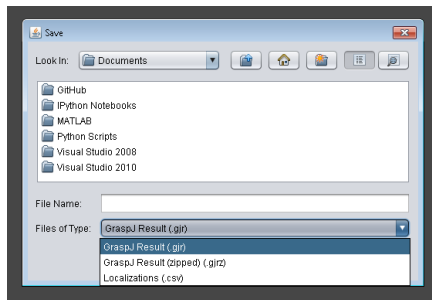 Save
Look In: Documents
GitHub
IPython Notebooks
MATLAB
Python Scripts
Visual Studio 2008
Visual Studio 2010
File Name:
Files of Type: GraspJ Result (.gjr)
GraspJ Result (.gjr)
GraspJ Result (zipped) (.gjrz)
Localizations (.csv)